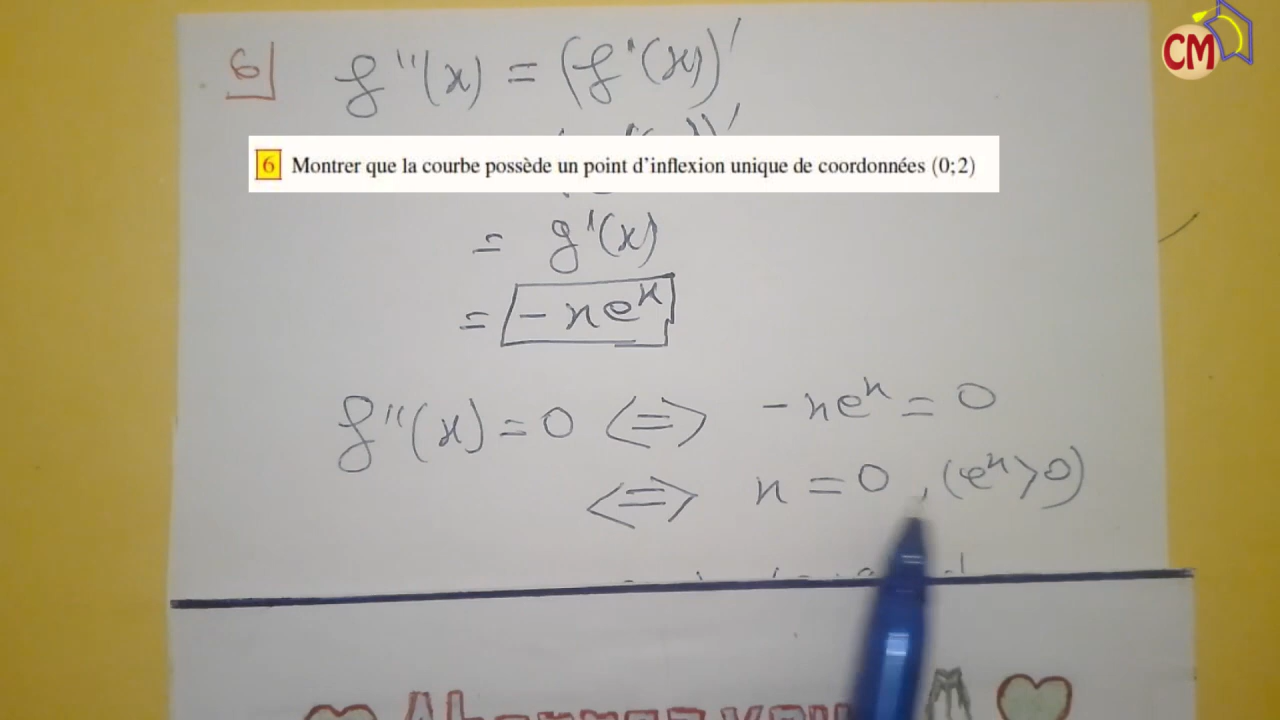 CM
6 f''(x) = (f'(x))'
6 Montrer que la courbe possède un point d'inflexion unique de coordonnées (0;2)
= g'(x)
= -xe^x
f''(x) = 0 <=> -xe^x = 0
<=> x = 0, (e^x > 0)